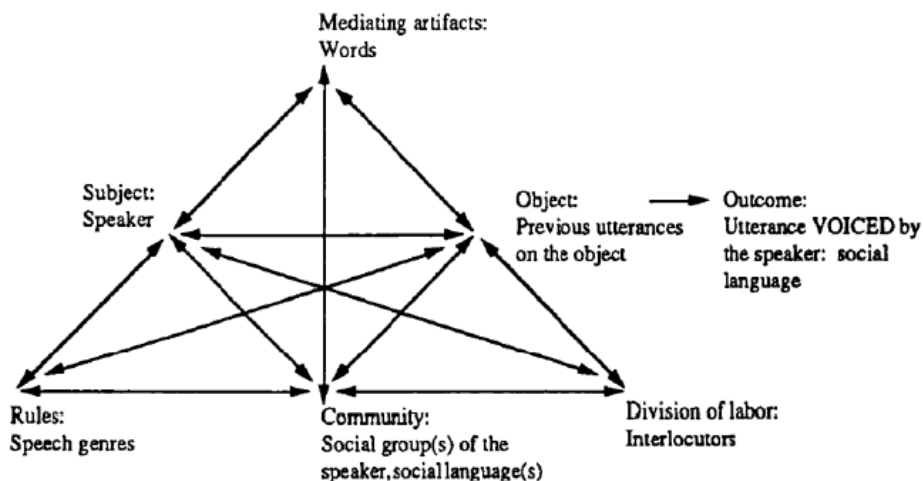 Mediating artifacts:
Words
Subject:
Speaker
Object:
Previous utterances
on the object
Outcome:
Utterance VOICED by
the speaker: social
language
Rules:
Speech genres
Community:
Social group(s) of the
speaker,social language(s)
Division of labor:
Interlocutors